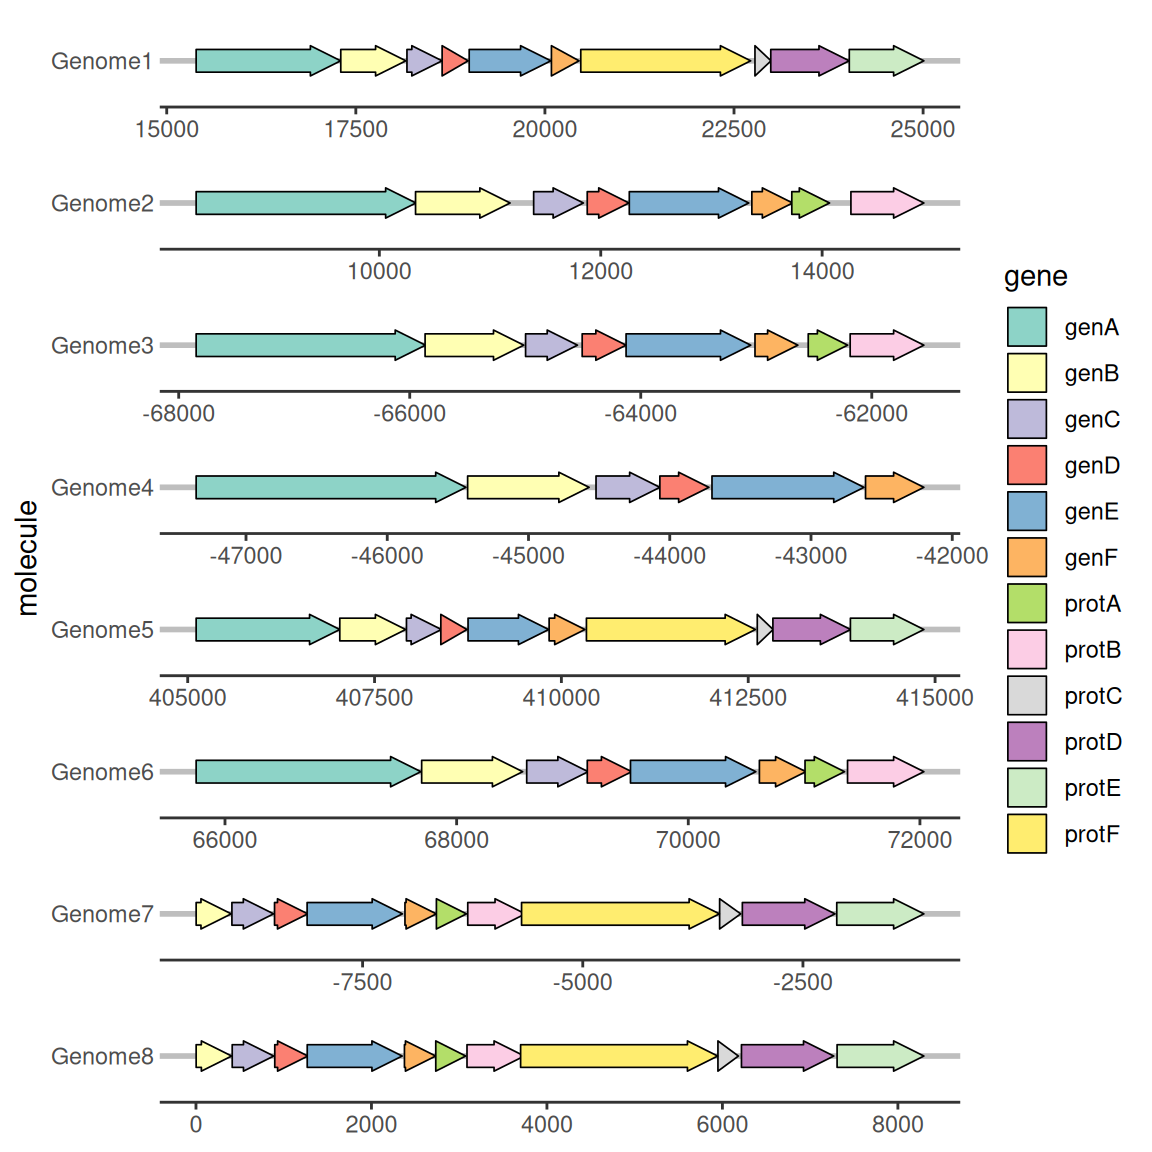 Genome1
15000 17500 20000 22500 25000
Genome2
10000 12000 14000
Genome3
-68000 -66000 -64000 -62000
Genome4
-47000 -46000 -45000 -44000 -43000 -42000
molecule
Genome5
405000 407500 410000 412500 415000
Genome6
66000 68000 70000 72000
Genome7
-7500 -5000 -2500
Genome8
0 2000 4000 6000 8000
gene
genA
genB
genC
genD
genE
genF
protA
protB
protC
protD
protE
protF